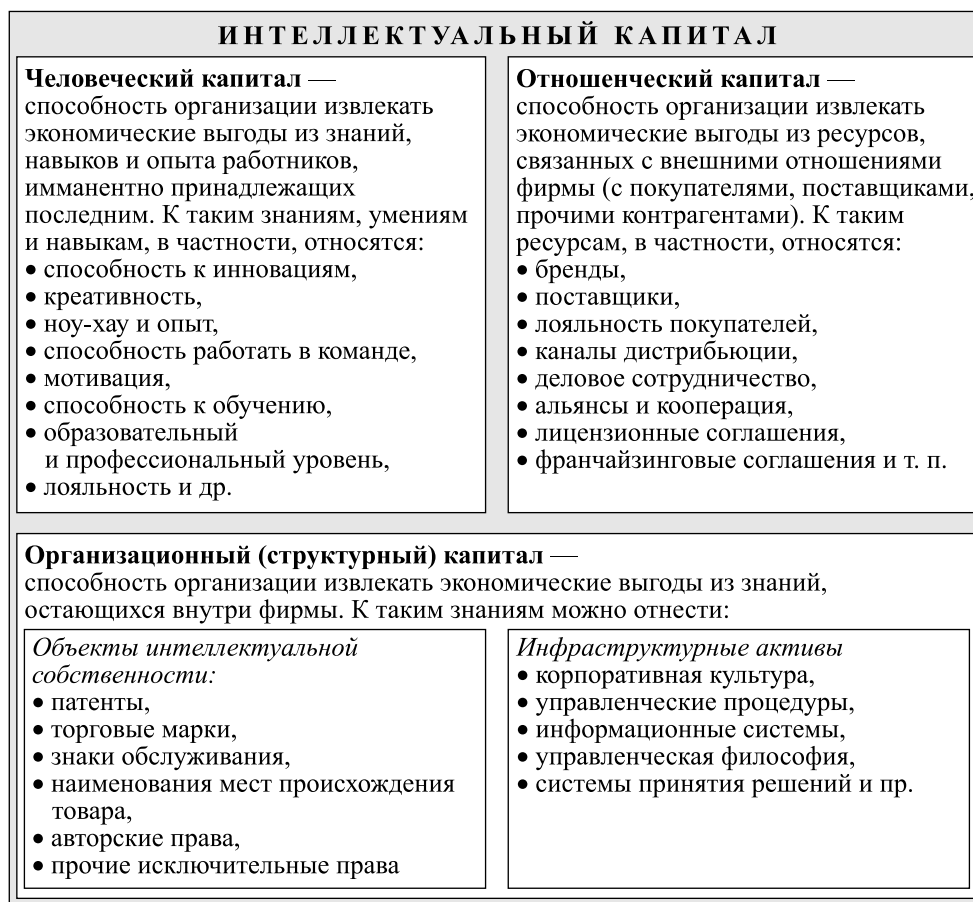 ИНТЕЛЛЕКТУАЛЬНЫЙ КАПИТАЛ
Человеческий капитал —
способность организации извлекать
экономические выгоды из знаний,
навыков и опыта работников,
имманентно принадлежащих
последним. К таким знаниям, умениям
и навыкам, в частности, относятся:
• способность к инновациям,
• креативность,
• ноу-хау и опыт,
• способность работать в команде,
• мотивация,
• способность к обучению,
• образовательный
и профессиональный уровень,
• лояльность и др.
Отношенческий капитал —
способность организации извлекать
экономические выгоды из ресурсов,
связанных с внешними отношениями
фирмы (с покупателями, поставщиками,
прочими контрагентами). К таким
ресурсам, в частности, относятся:
• бренды,
• поставщики,
• лояльность покупателей,
• каналы дистрибьюции,
• деловое сотрудничество,
• альянсы и кооперация,
• лицензионные соглашения,
• франчайзинговые соглашения и т. п.
Организационный (структурный) капитал —
способность организации извлекать экономические выгоды из знаний,
остающихся внутри фирмы. К таким знаниям можно отнести:
Объекты интеллектуальной
собственности:
• патенты,
• торговые марки,
• знаки обслуживания,
• наименования мест происхождения
товара,
• авторские права,
• прочие исключительные права
Инфраструктурные активы
• корпоративная культура,
• управленческие процедуры,
• информационные системы,
• управленческая философия,
• системы принятия решений и пр.